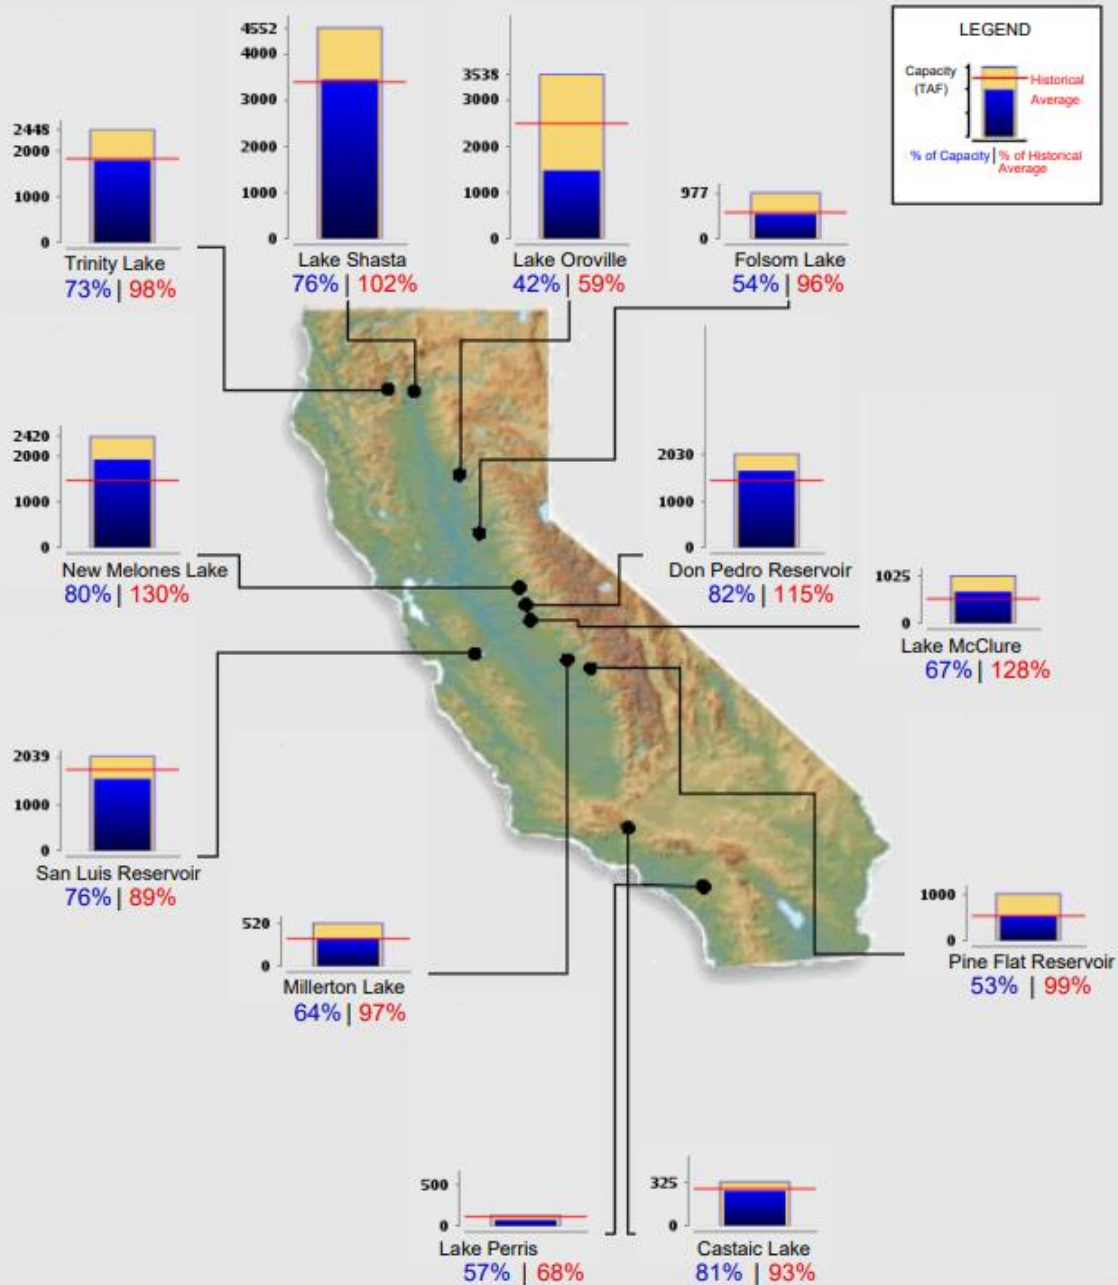 LEGEND
Capacity
(TAF)
Historical
Average
% of Capacity | % of Historical
Average
2448
2000
1000
0
Trinity Lake
73% | 98%
4552
4000
3000
2000
1000
0
Lake Shasta
76% | 102%
3538
3000
2000
1000
0
Lake Oroville
42% | 59%
977
0
Folsom Lake
54% | 96%
2420
2000
1000
0
New Melones Lake
80% | 130%
2030
1000
0
Don Pedro Reservoir
82% | 115%
1025
0
Lake McClure
67% | 128%
2039
1000
0
San Luis Reservoir
76% | 89%
520
0
Millerton Lake
64% | 97%
1000
0
Pine Flat Reservoir
53% | 99%
500
0
Lake Perris
57% | 68%
325
0
Castaic Lake
81% | 93%